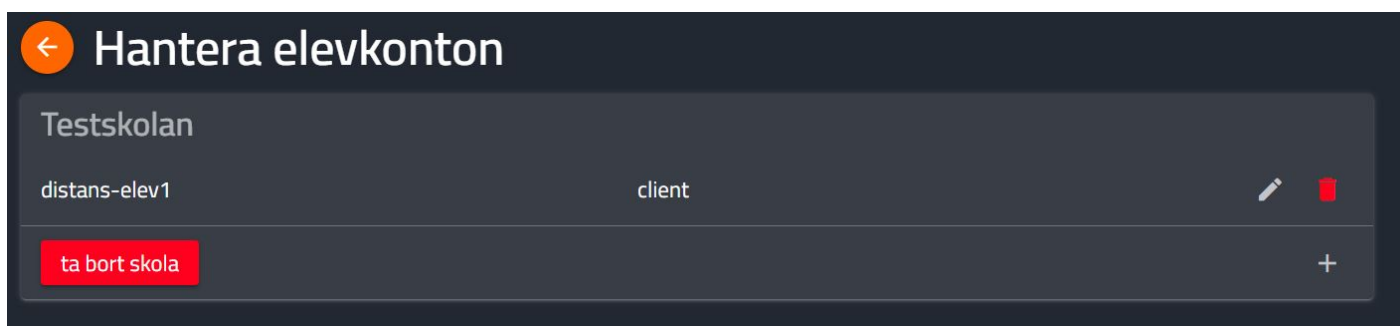 Hantera elevkonton
Testskolan
distans-elev1 client
ta bort skola